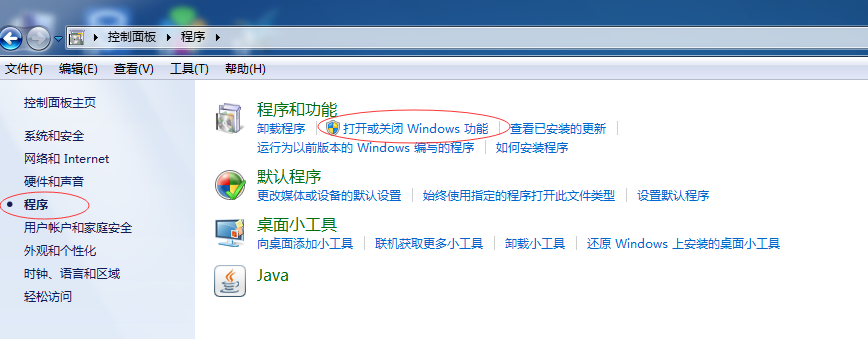 控制面板 程序
文件(F) 编辑(E) 查看(V) 工具(T) 帮助(H)
控制面板主页
系统和安全
网络和 Internet
硬件和声音
程序
用户帐户和家庭安全
外观和个性化
时钟、语言和区域
轻松访问
程序和功能
卸载程序 打开或关闭 Windows 功能 查看已安装的更新
运行为以前版本的 Windows 编写的程序 如何安装程序
默认程序
更改媒体或设备的默认设置 始终使用指定的程序打开此文件类型 设置默认程序
桌面小工具
向桌面添加小工具 联机获取更多小工具 卸载小工具 还原 Windows 上安装的桌面小工具
Java